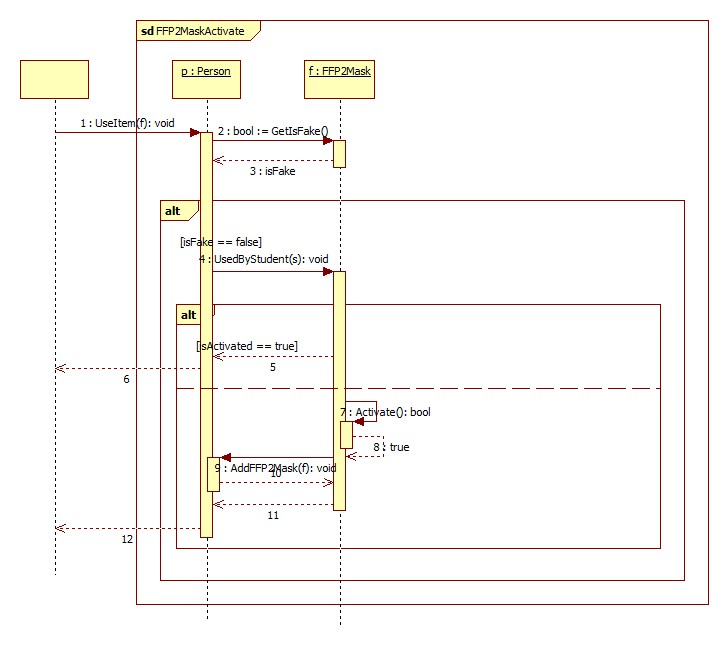 sd FFP2MaskActivate
p : Person
f : FFP2Mask
1 : UseItem(f): void
2 : bool := GetIsFake()
3 : isFake
alt
[isFake == false]
4 : UsedByStudent(s): void
alt
[isActivated == true]
5
6
7 : Activate(): bool
8 : true
9 : AddFFP2Mask(f): void
10
11
12